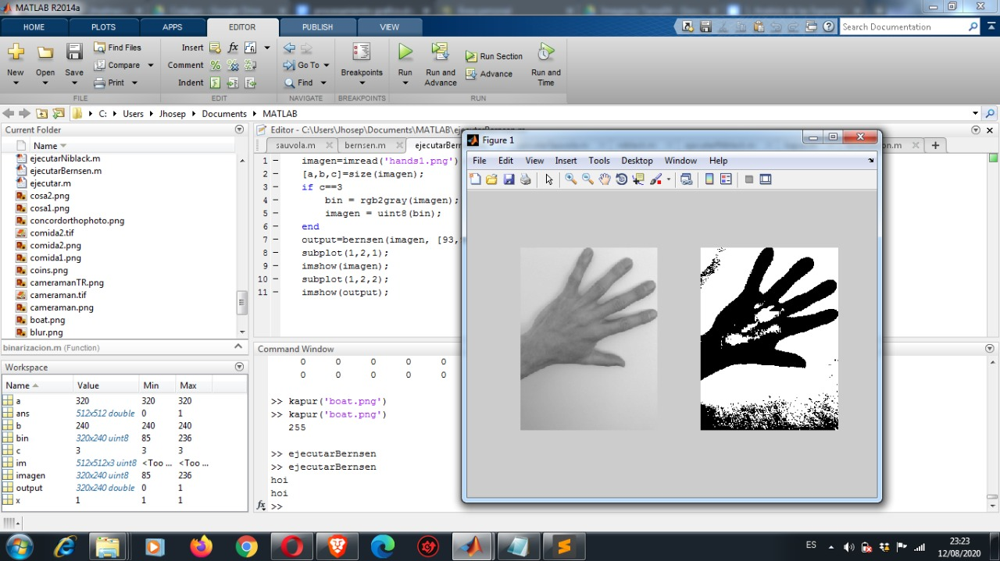 MATLAB R2014a
HOME PLOTS APPS EDITOR PUBLISH VIEW
Search Documentation
New Open Save Find Files Compare Print
Insert Comment Indent
Go To Find
Breakpoints
Run Run and Advance Run Section Advance Run and Time
FILE EDIT NAVIGATE BREAKPOINTS RUN
C: Users Jhosep Documents MATLAB
Current Folder
Name
ejecutarNiblack.m
ejecutarBernsen.m
ejecutar.m
cosa2.png
cosa1.png
concordorthophoto.png
comida2.tif
comida2.png
comida1.png
coins.png
cameramanTR.png
cameraman.tif
cameraman.png
boat.png
blur.png
binarizacion.m (Function)
Workspace
Name Value Min Max
a 320 320 320
ans 512x512 double 0 1
b 240 240 240
bin 320x240 uint8 85 236
c 3 3 3
im 512x512x3 uint8 <Too ... <Too ...
imagen 320x240 uint8 85 236
output 320x240 double 0 1
x 1 1 1
Editor - C:\Users\Jhosep\Documents\MATLAB\ejecutarBernsen.m
sauvola.m bernsen.m ejecutarBern
1 imagen=imread('hands1.png')
2 [a,b,c]=size(imagen);
3 if c==3
4 bin = rgb2gray(imagen);
5 imagen = uint8(bin);
6 end
7 output=bernsen(imagen, [93,
8 subplot(1,2,1);
9 imshow(imagen);
10 subplot(1,2,2);
11 imshow(output);
Command Window
0 0 0 0 0
0 0 0 0 0
>> kapur('boat.png')
>> kapur('boat.png')
255
>> ejecutarBernsen
>> ejecutarBernsen
hoi
hoi
fx >>
Figure 1
File Edit View Insert Tools Desktop Window Help
ES
23:23
12/08/2020